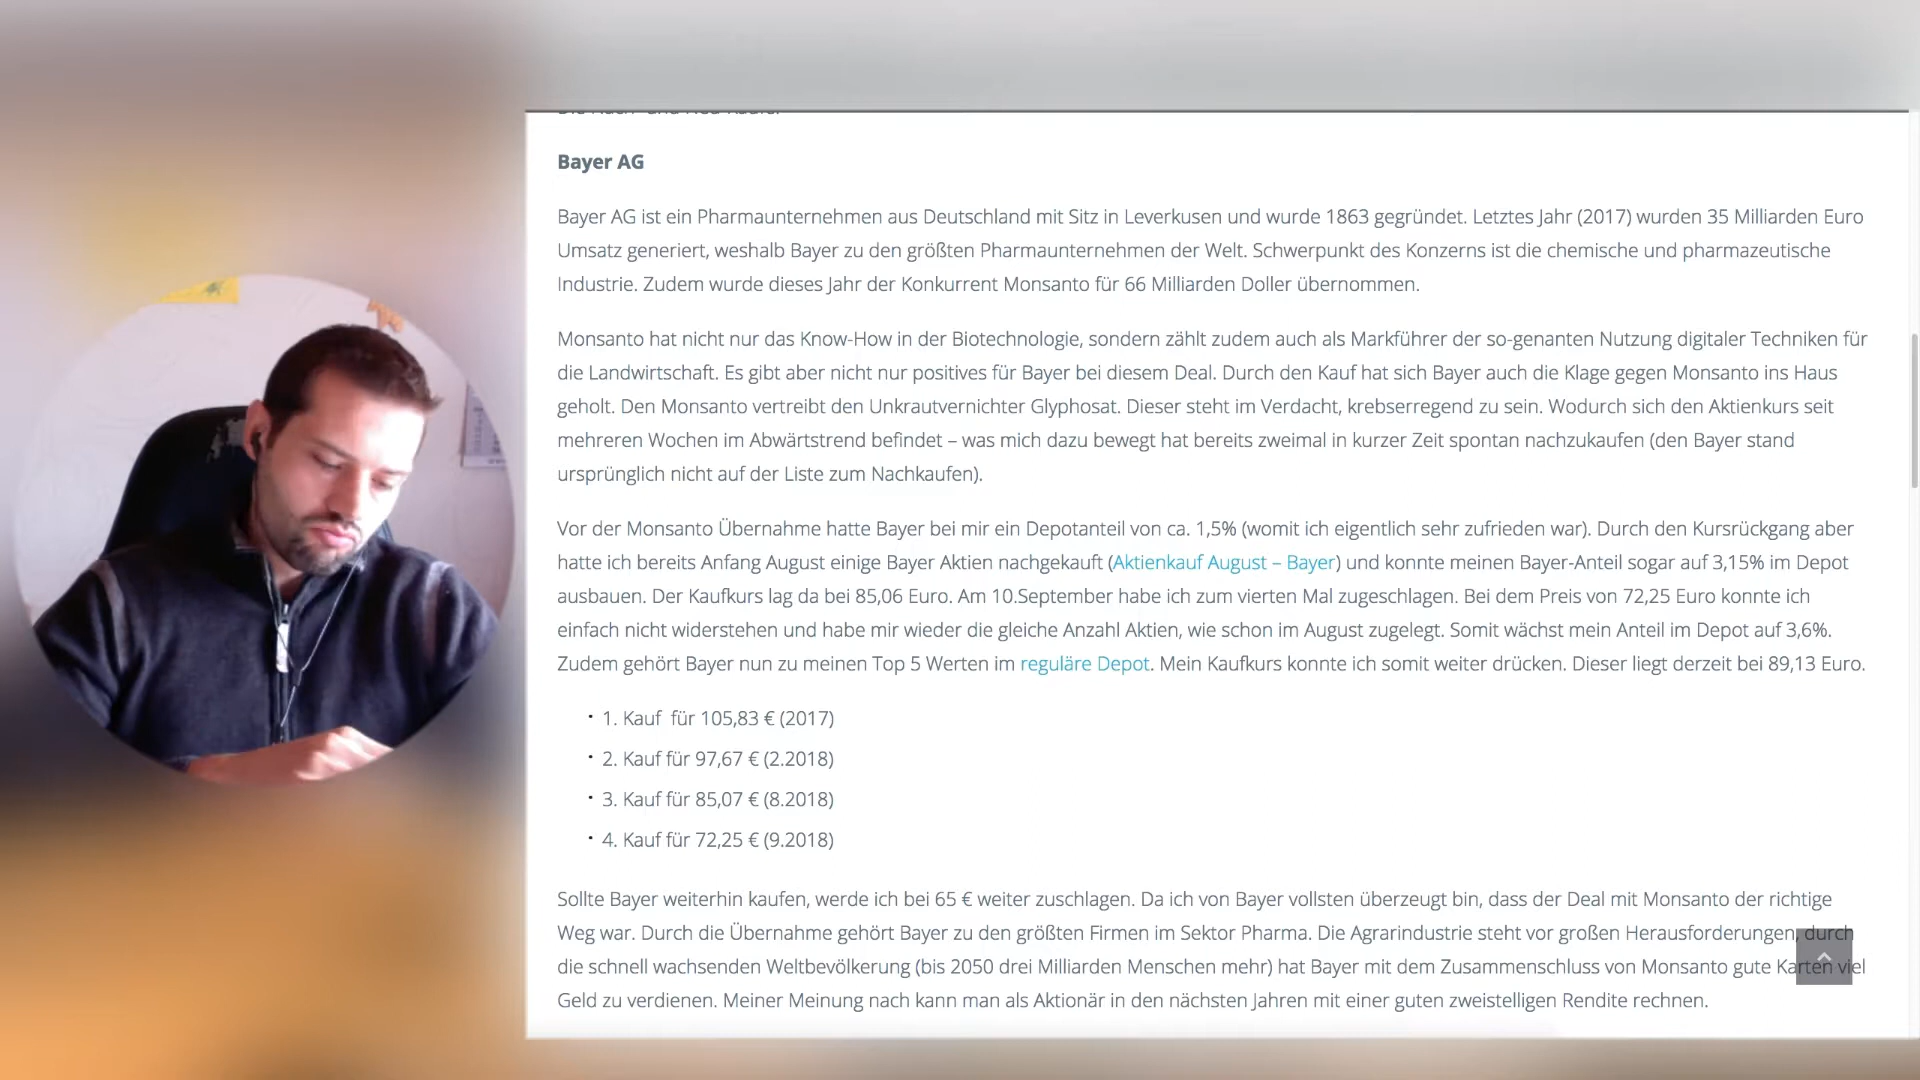 Bayer AG
Bayer AG ist ein Pharmaunternehmen aus Deutschland mit Sitz in Leverkusen und wurde 1863 gegründet. Letztes Jahr (2017) wurden 35 Milliarden Euro
Umsatz generiert, weshalb Bayer zu den größten Pharmaunternehmen der Welt. Schwerpunkt des Konzerns ist die chemische und pharmazeutische
Industrie. Zudem wurde dieses Jahr der Konkurrent Monsanto für 66 Milliarden Doller übernommen.
Monsanto hat nicht nur das Know-How in der Biotechnologie, sondern zählt zudem auch als Markführer der so-genanten Nutzung digitaler Techniken für
die Landwirtschaft. Es gibt aber nicht nur positives für Bayer bei diesem Deal. Durch den Kauf hat sich Bayer auch die Klage gegen Monsanto ins Haus
geholt. Den Monsanto vertreibt den Unkrautvernichter Glyphosat. Dieser steht im Verdacht, krebserregend zu sein. Wodurch sich den Aktienkurs seit
mehreren Wochen im Abwärtstrend befindet – was mich dazu bewegt hat bereits zweimal in kurzer Zeit spontan nachzukaufen (den Bayer stand
ursprünglich nicht auf der Liste zum Nachkaufen).
Vor der Monsanto Übernahme hatte Bayer bei mir ein Depotanteil von ca. 1,5% (womit ich eigentlich sehr zufrieden war). Durch den Kursrückgang aber
hatte ich bereits Anfang August einige Bayer Aktien nachgekauft (Aktienkauf August – Bayer) und konnte meinen Bayer-Anteil sogar auf 3,15% im Depot
ausbauen. Der Kaufkurs lag da bei 85,06 Euro. Am 10.September habe ich zum vierten Mal zugeschlagen. Bei dem Preis von 72,25 Euro konnte ich
einfach nicht widerstehen und habe mir wieder die gleiche Anzahl Aktien, wie schon im August zugelegt. Somit wächst mein Anteil im Depot auf 3,6%.
Zudem gehört Bayer nun zu meinen Top 5 Werten im reguläre Depot. Mein Kaufkurs konnte ich somit weiter drücken. Dieser liegt derzeit bei 89,13 Euro.
• 1. Kauf für 105,83 € (2017)
• 2. Kauf für 97,67 € (2.2018)
• 3. Kauf für 85,07 € (8.2018)
• 4. Kauf für 72,25 € (9.2018)
Sollte Bayer weiterhin kaufen, werde ich bei 65 € weiter zuschlagen. Da ich von Bayer vollsten überzeugt bin, dass der Deal mit Monsanto der richtige
Weg war. Durch die Übernahme gehört Bayer zu den größten Firmen im Sektor Pharma. Die Agrarindustrie steht vor großen Herausforderungen, durch
die schnell wachsenden Weltbevölkerung (bis 2050 drei Milliarden Menschen mehr) hat Bayer mit dem Zusammenschluss von Monsanto gute Karten viel
Geld zu verdienen. Meiner Meinung nach kann man als Aktionär in den nächsten Jahren mit einer guten zweistelligen Rendite rechnen.